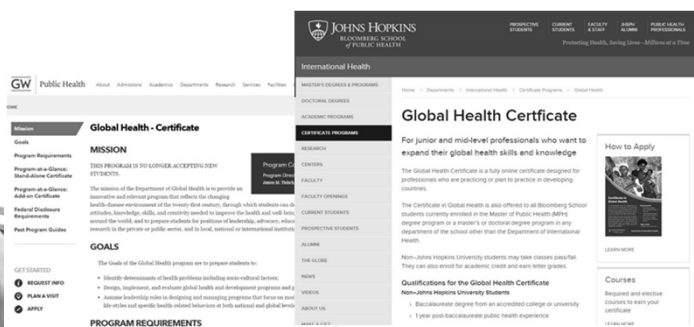 GW Public Health
About Admissions Academics Departments Research Services Facilities
Mission
Goals
Program Requirements
Program-at-a-Glance:
Stand-Alone Certificate
Program-at-a-Glance:
Add-on Certificate
Federal Disclosure
Requirements
Past Program Guides
GET STARTED
REQUEST INFO
PLAN A VISIT
APPLY
Global Health - Certificate
MISSION
THIS PROGRAM IS NO LONGER ACCEPTING NEW
STUDENTS.
Program Direc
The mission of the Department of Global Health is to provide an
innovative and relevant program that reflects the changing
health-disease environment of the twenty-first century, through which students can de
attitudes, knowledge, skills, and creativity needed to improve the health and well-bein
around the world, and to prepare students for positions of leadership, advocacy, educa
research in the private or public sector, and in local, national or international instituti
GOALS
The Goals of the Global Health program are to prepare students to:
Identify determinants of health problems including socio-cultural factors;
Design, implement, and evaluate global health and development programs and p
Assume leadership roles in designing and managing programs that focus on mod
life-styles and specific health-related behaviors at both national and global levels
PROGRAM REQUIREMENTS
JOHNS HOPKINS
BLOOMBERG SCHOOL
of PUBLIC HEALTH
PROSPECTIVE STUDENTS
CURRENT STUDENTS
FACULTY & STAFF
JHSPH ALUMNI
PUBLIC HEALTH PROFESSIONALS
Protecting Health, Saving Lives—Millions at a Time
International Health
MASTER'S DEGREES & PROGRAMS
DOCTORAL DEGREES
ACADEMIC PROGRAMS
CERTIFICATE PROGRAMS
RESEARCH
CENTERS
FACULTY
FACULTY OPENINGS
CURRENT STUDENTS
PROSPECTIVE STUDENTS
ALUMNI
THE GLOBE
NEWS
VIDEOS
ABOUT US
MAKE A GIFT
Home > Departments > International Health > Certificate Programs > Global Health
Global Health Certficate
For junior and mid-level professionals who want to
expand their global health skills and knowledge
The Global Health Certificate is a fully online certificate designed for
professionals who are practicing or plan to practice in developing
countries.
The Certificate in Global Health is also offered to all Bloomberg School
students currently enrolled in the Master of Public Health (MPH)
degree program or a master's or doctoral degree program in any
department of the school other than the Department of International
Health.
Non–Johns Hopkins University students may take classes pass/fail.
They can also enroll for academic credit and earn letter grades.
Qualifications for the Global Health Certificate
Non–Johns Hopkins University Students
Baccalaureate degree from an accredited college or university
1 year post-baccalaureate public health experience
How to Apply
LEARN MORE
Courses
Required and elective
courses to earn your
certificate
LEARN MORE